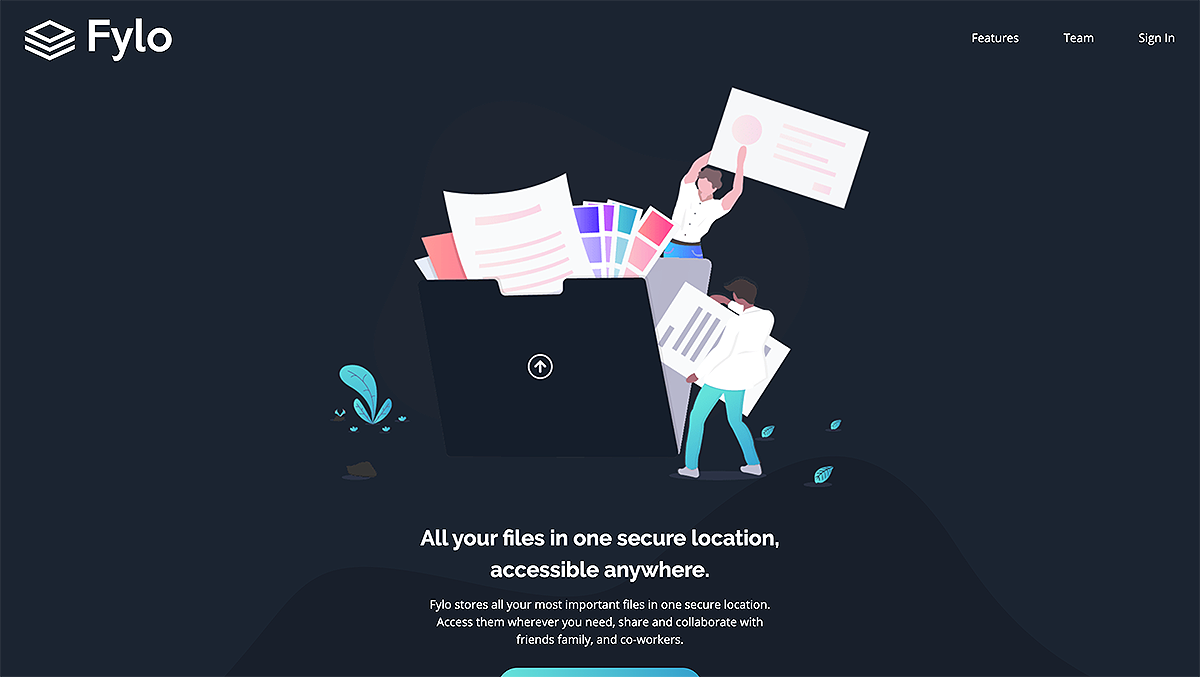 Fylo
Features
Team
Sign In
All your files in one secure location,
accessible anywhere.
Fylo stores all your most important files in one secure location.
Access them wherever you need, share and collaborate with
friends family, and co-workers.